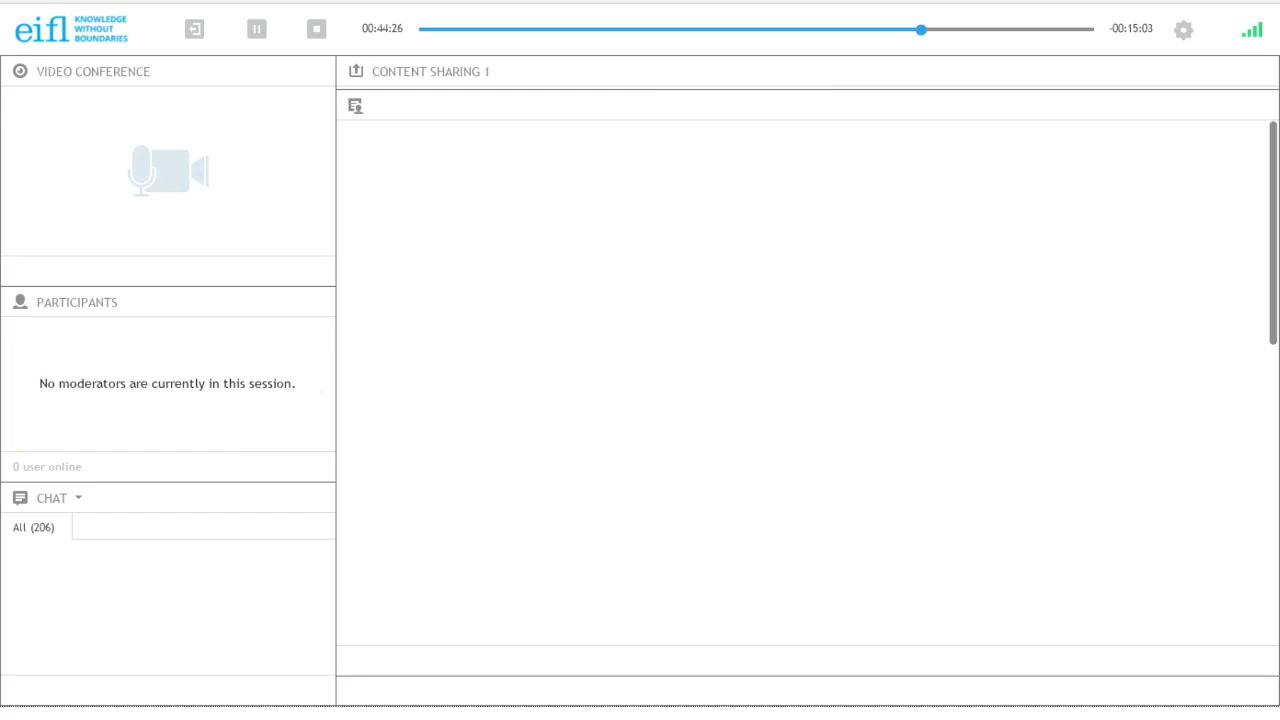 eifl KNOWLEDGE
WITHOUT
BOUNDARIES
00:44:26
-00:15:03
VIDEO CONFERENCE
CONTENT SHARING 1
PARTICIPANTS
No moderators are currently in this session.
0 user online
CHAT
All (206)